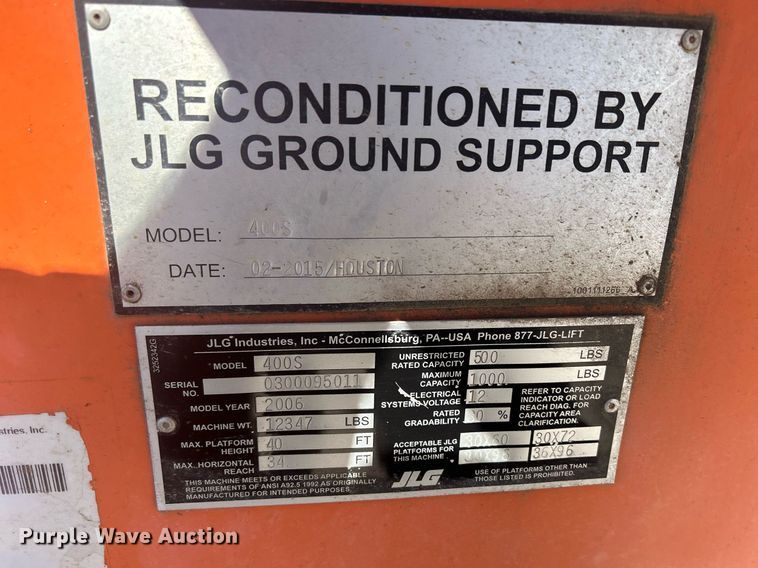 RECONDITIONED BY
JLG GROUND SUPPORT
MODEL: 400S
DATE: 02-2015/HOUSTON
1001111266 A
3252342G
JLG Industries, Inc - McConnellsburg, PA--USA Phone 877-JLG-LIFT
MODEL 400S
SERIAL NO. 0300095011
MODEL YEAR 2006
MACHINE WT. 12347 LBS
MAX. PLATFORM HEIGHT 40 FT
MAX. HORIZONTAL REACH 34 FT
THIS MACHINE MEETS OR EXCEEDS APPLICABLE
REQUIREMENTS OF ANSI A92.5 1992 AS ORIGINALLY
MANUFACTURED FOR INTENDED PURPOSES.
UNRESTRICTED RATED CAPACITY 500 LBS
MAXIMUM CAPACITY 1000 LBS
ELECTRICAL SYSTEMS VOLTAGE 12
RATED GRADABILITY %
REFER TO CAPACITY
INDICATOR OR LOAD
REACH DIAG. FOR
CAPACITY AREA
CLARIFICATION.
ACCEPTABLE JLG
PLATFORMS FOR
THIS MACHINE
30X60 30X72
36X96
JLG
USE OF PLATFORMS OTHER THAN
THOSE LISTED IS PROHIBITED.
stries, Inc.
Purple Wave Auction